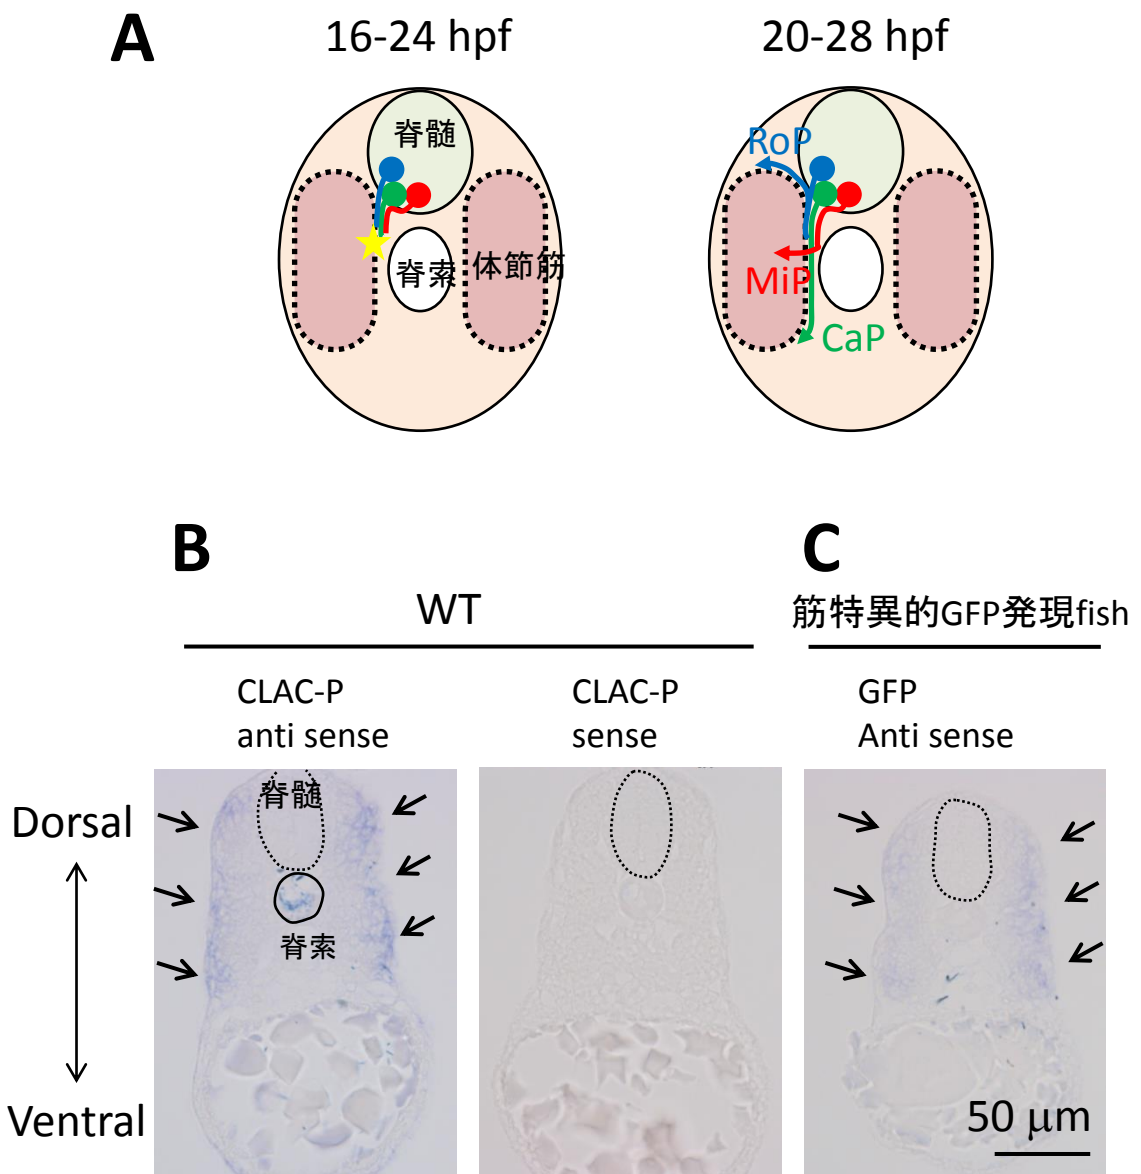 A
16-24 hpf
20-28 hpf
脊髄
脊索
体節筋
RoP
MiP
CaP
B
C
WT
筋特異的GFP発現fish
CLAC-P
anti sense
CLAC-P
sense
GFP
Anti sense
Dorsal
Ventral
脊髄
脊索
50 μm